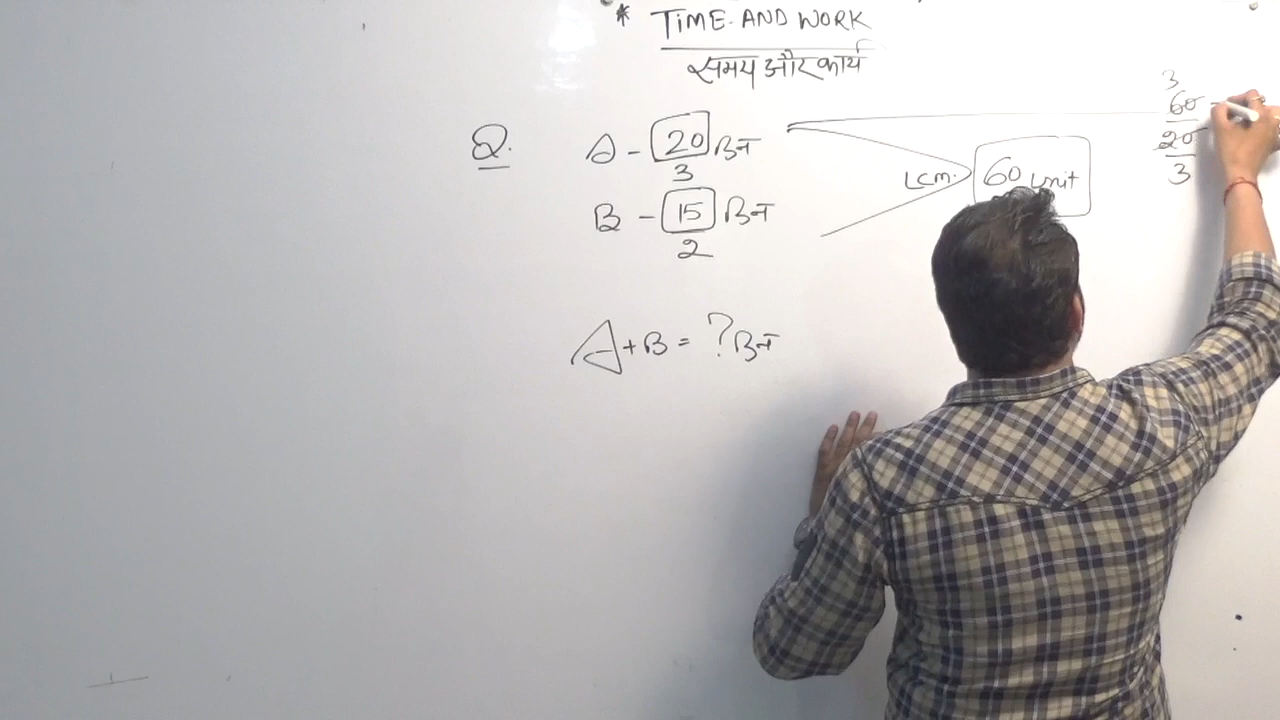 * TIME AND WORK
समय और कार्य
Q. A - 20/3 दिन
B - 15/2 दिन
LCM. 60 unit
3
60
20
3
A+B = ? दिन